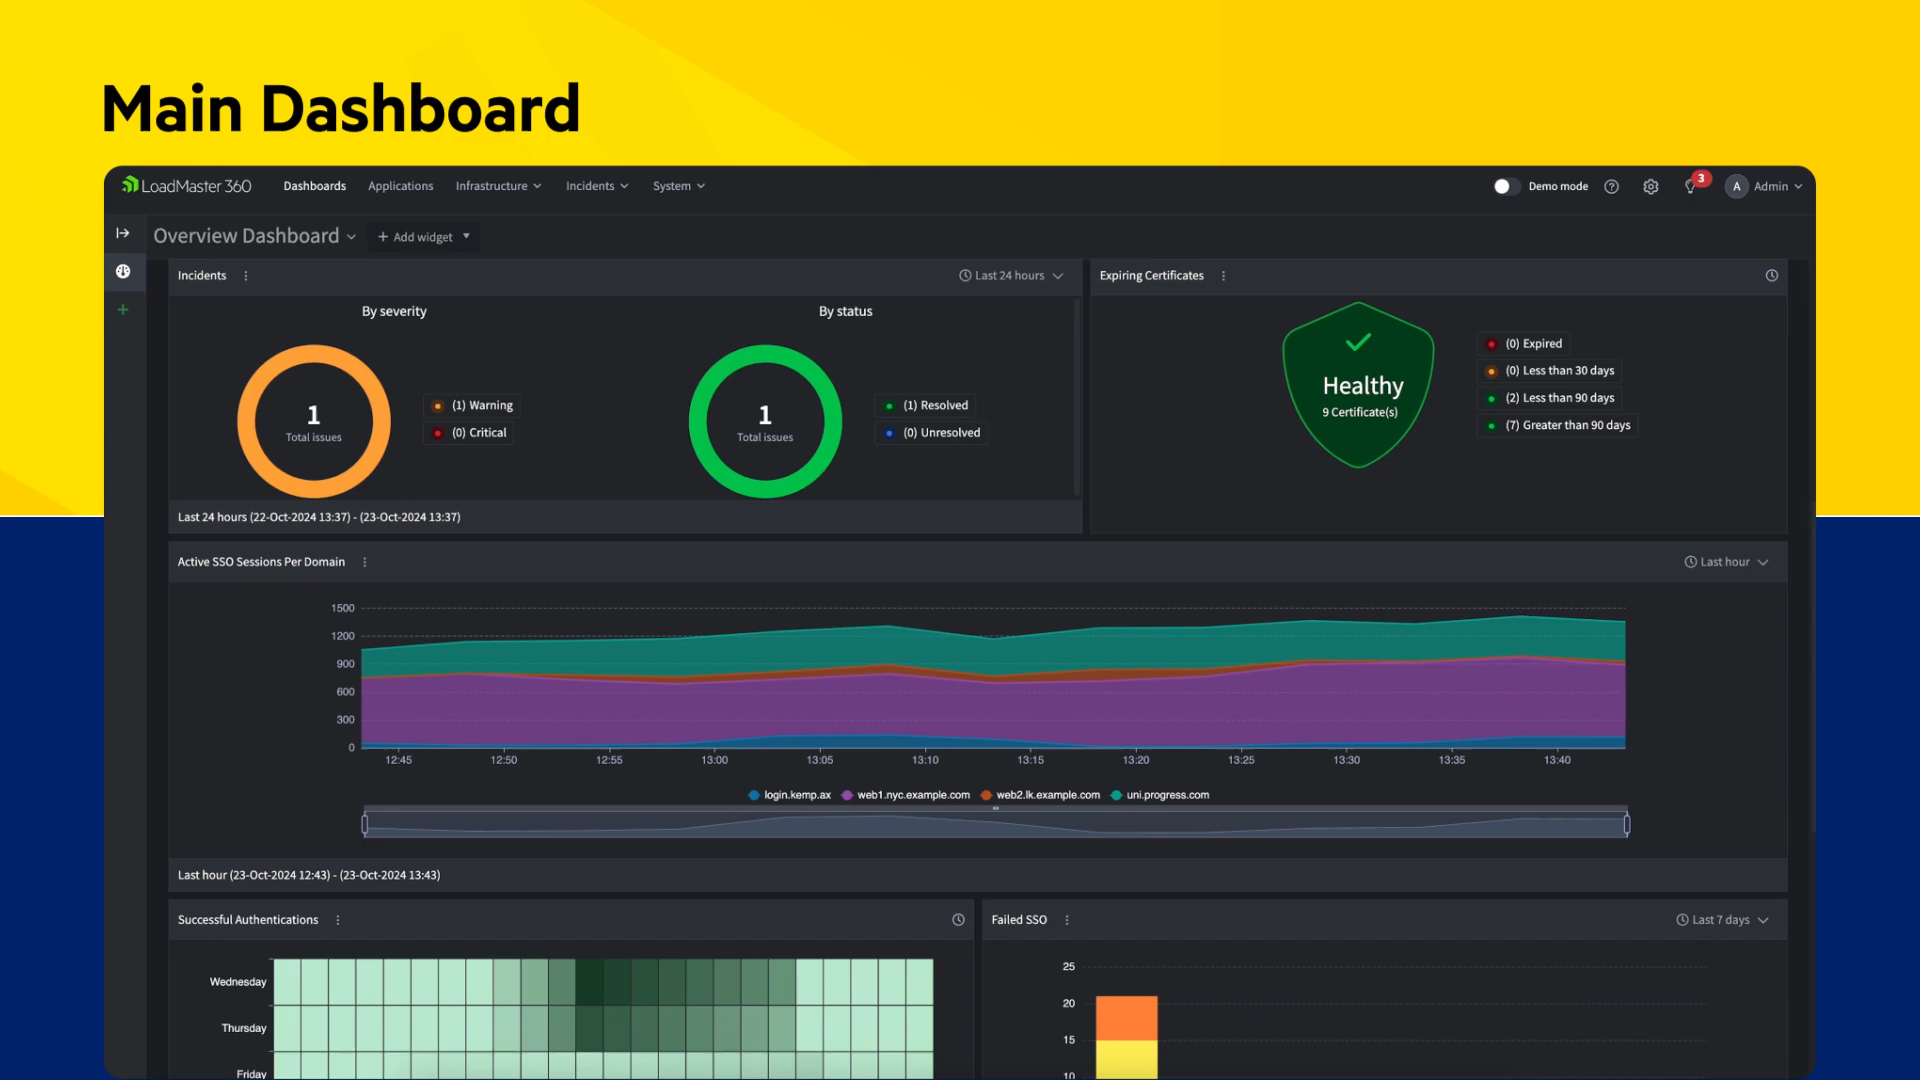 Main Dashboard
LoadMaster 360
Dashboards
Applications
Infrastructure
Incidents
System
Demo mode
3
A
Admin
Overview Dashboard
+ Add widget
Incidents
Last 24 hours
By severity
By status
1
Total issues
(1) Warning
(0) Critical
1
Total issues
(1) Resolved
(0) Unresolved
Last 24 hours (22-Oct-2024 13:37) - (23-Oct-2024 13:37)
Expiring Certificates
Healthy
9 Certificate(s)
(0) Expired
(0) Less than 30 days
(2) Less than 90 days
(7) Greater than 90 days
Active SSO Sessions Per Domain
Last hour
1500
1200
900
600
300
0
12:45
12:50
12:55
13:00
13:05
13:10
13:15
13:20
13:25
13:30
13:35
13:40
login.kemp.ax
web1.nyc.example.com
web2.lk.example.com
uni.progress.com
Last hour (23-Oct-2024 12:43) - (23-Oct-2024 13:43)
Successful Authentications
Wednesday
Thursday
Friday
Failed SSO
Last 7 days
25
20
15
10